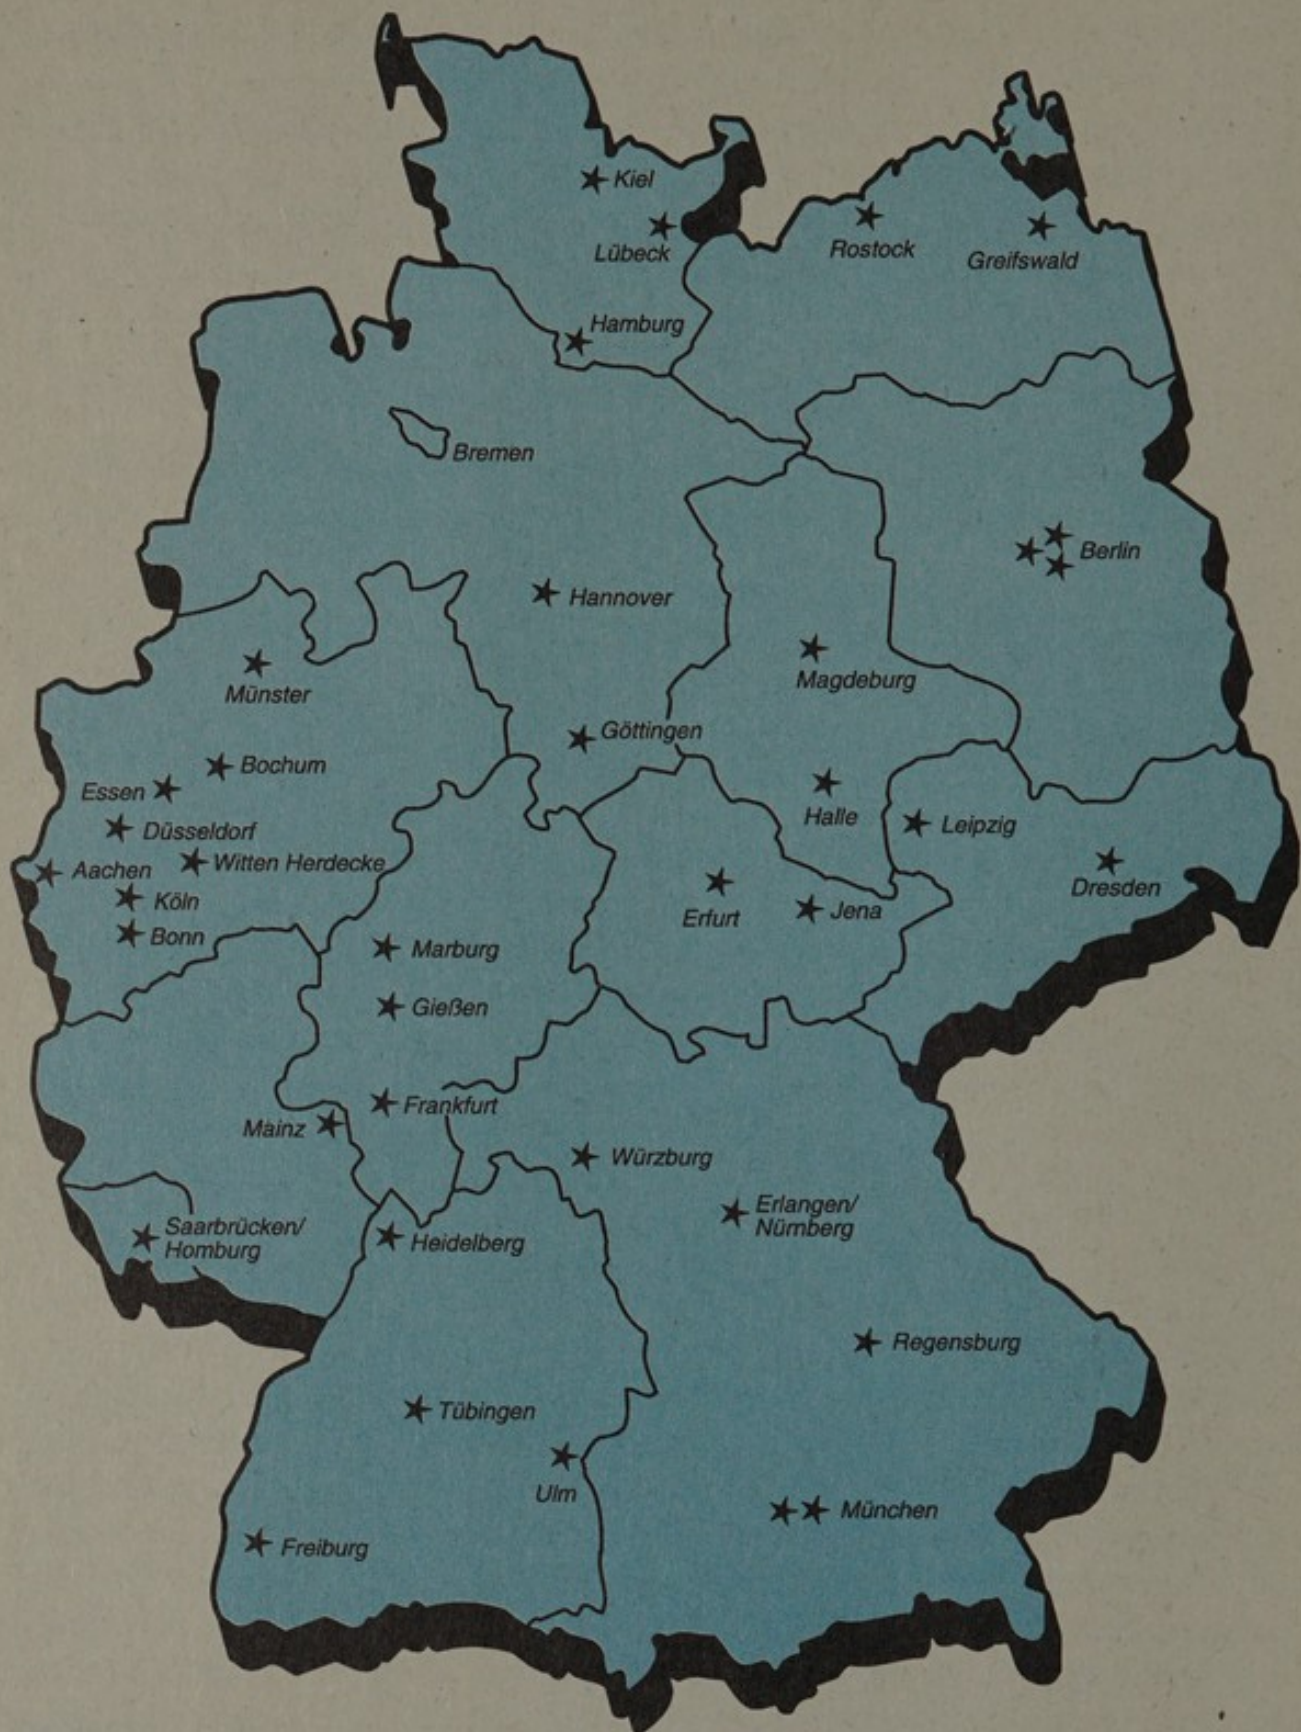 Kiel
Lübeck
Rostock
Greifswald
Hamburg
Bremen
Berlin
Hannover
Münster
Magdeburg
Göttingen
Bochum
Essen
Halle
Leipzig
Düsseldorf
Witten Herdecke
Aachen
Köln
Bonn
Dresden
Erfurt
Jena
Marburg
Gießen
Frankfurt
Mainz
Würzburg
Erlangen/
Nürnberg
Saarbrücken/
Homburg
Heidelberg
Regensburg
Tübingen
Ulm
München
Freiburg